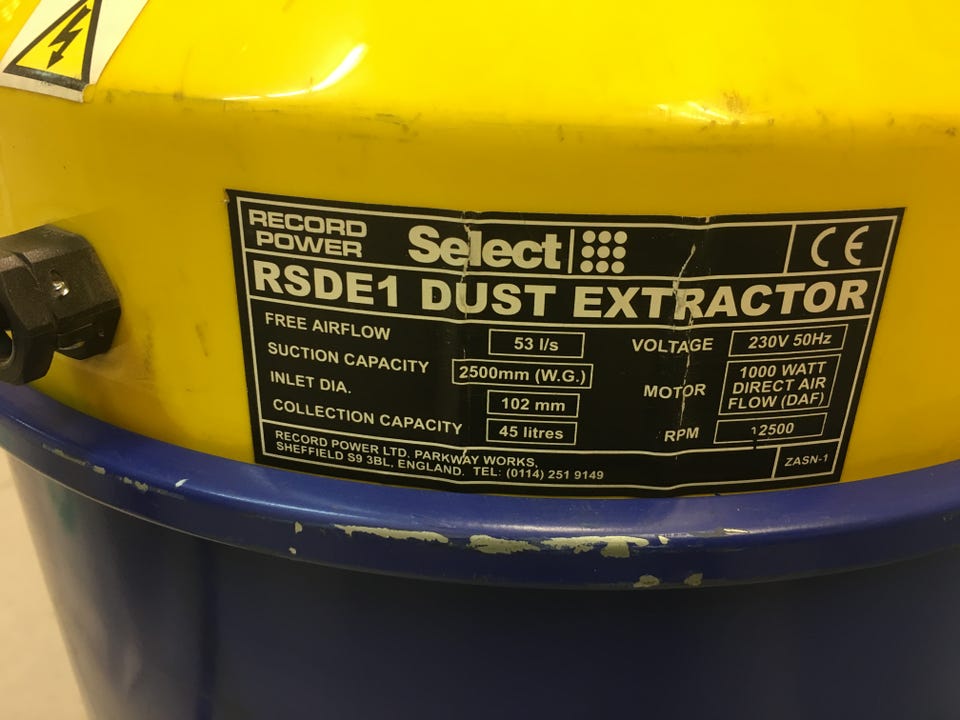 RECORD
POWER
Select
CE
RSDE1 DUST EXTRACTOR
FREE AIRFLOW 53 l/s
SUCTION CAPACITY 2500mm (W.G.)
INLET DIA. 102 mm
COLLECTION CAPACITY 45 litres
VOLTAGE 230V 50Hz
MOTOR 1000 WATT
DIRECT AIR
FLOW (DAF)
RPM 12500
RECORD POWER LTD. PARKWAY WORKS,
SHEFFIELD S9 3BL, ENGLAND. TEL: (0114) 251 9149
ZASN-1